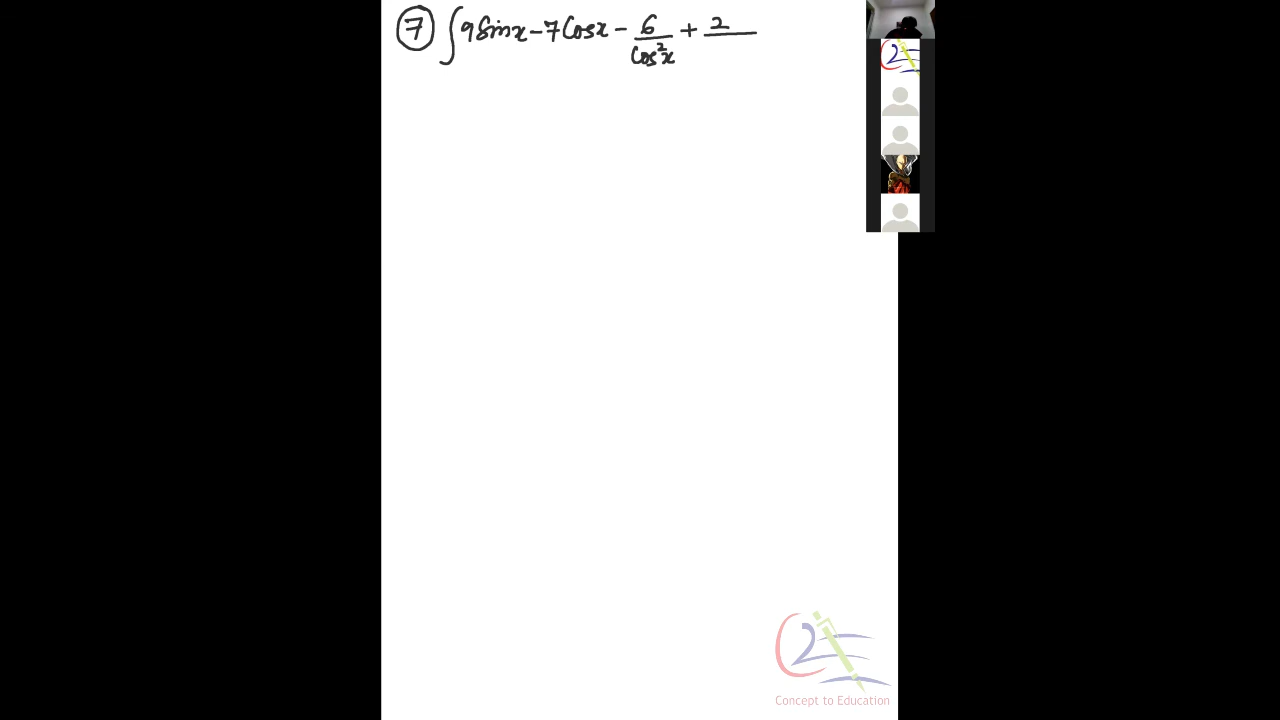 ⑦ ∫ 9 Sin x − 7 Cos x − 6/Cos²x + 2/
Concept to Education